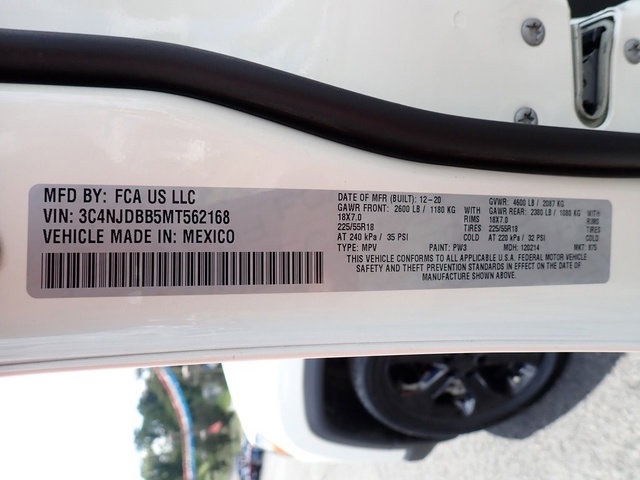 MFD BY: FCA US LLC
VIN: 3C4NJDBB5MT562168
VEHICLE MADE IN: MEXICO
DATE OF MFR (BUILT): 12-20 GVWR: 4600 LB / 2087 KG
GAWR FRONT: 2600 LB / 1180 KG WITH GAWR REAR: 2380 LB / 1080 KG WITH
18X7.0 RIMS 18X7.0 RIMS
225/55R18 TIRES 225/55R18 TIRES
AT 240 kPa / 35 PSI COLD AT 220 kPa / 32 PSI COLD
TYPE: MPV PAINT: PW3 MDH: 120214 MKT:
THIS VEHICLE CONFORMS TO ALL APPLICABLE U.S.A. FEDERAL MOTOR VEHICLE
SAFETY AND THEFT PREVENTION STANDARDS IN EFFECT ON THE DATE OF
MANUFACTURE SHOWN ABOVE.